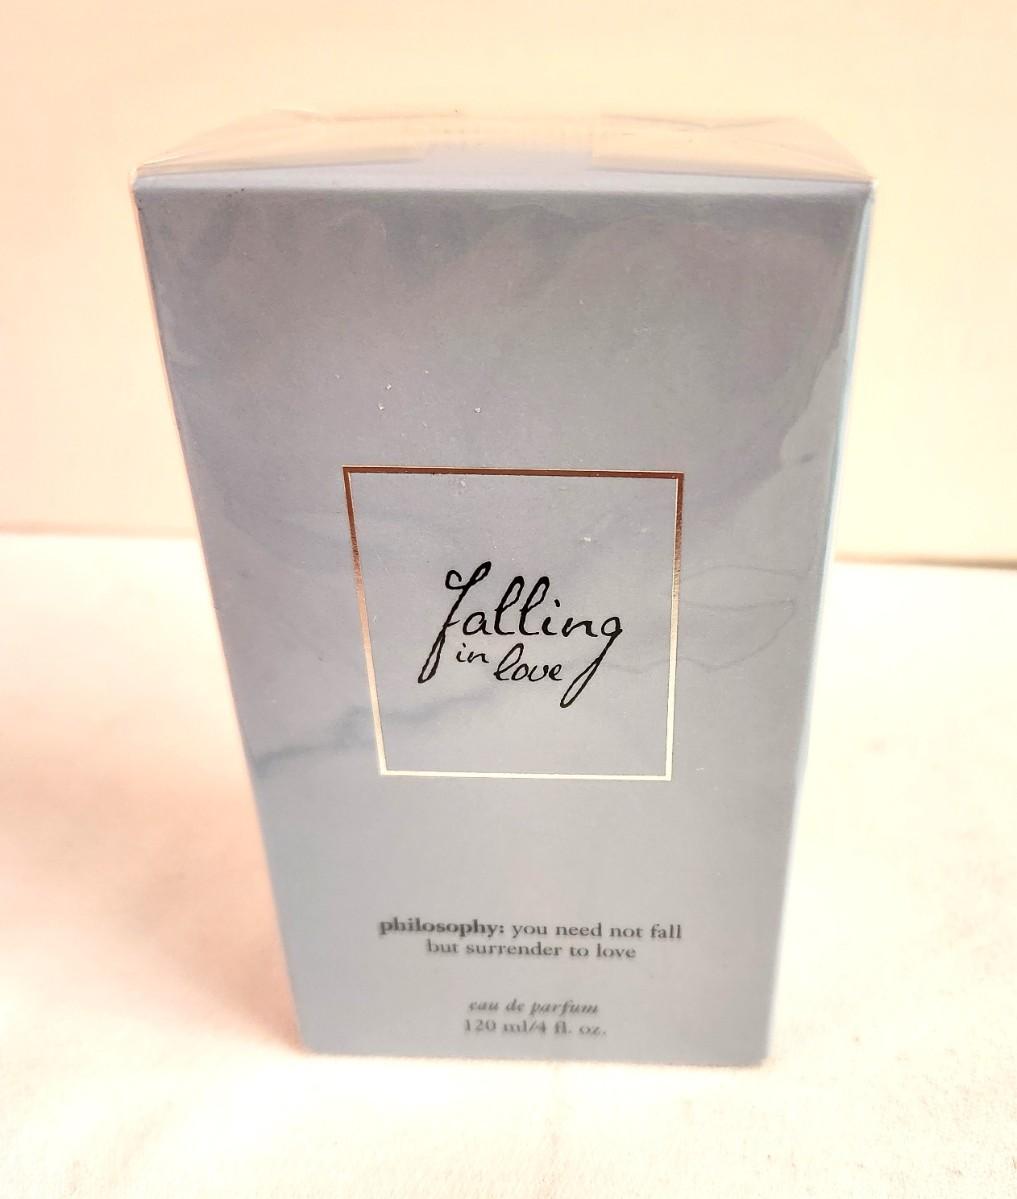 falling
in love
philosophy: you need not fall
but surrender to love
eau de parfum
120 ml/4 fl. oz.